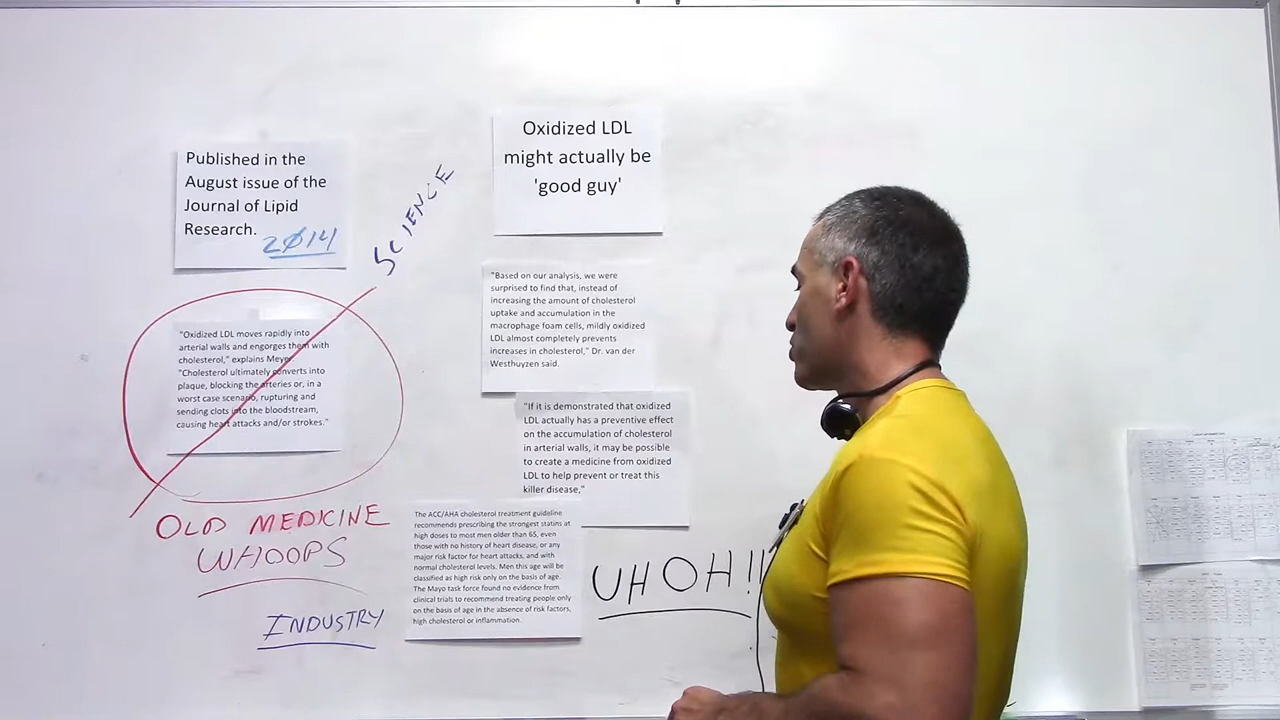 Published in the
August issue of the
Journal of Lipid
Research.
2014
SCIENCE
"Oxidized LDL moves rapidly into
arterial walls and engorges them with
cholesterol," explains Meyer.
"Cholesterol ultimately converts into
plaque, blocking the arteries or, in a
worst case scenario, rupturing and
sending clots into the bloodstream,
causing heart attacks and/or strokes."
OLD MEDICINE
WHOOPS
INDUSTRY
Oxidized LDL
might actually be
'good guy'
"Based on our analysis, we were
surprised to find that, instead of
increasing the amount of cholesterol
uptake and accumulation in the
macrophage foam cells, mildly oxidized
LDL almost completely prevents
increases in cholesterol," Dr. van der
Westhuyzen said.
"If it is demonstrated that oxidized
LDL actually has a preventive effect
on the accumulation of cholesterol
in arterial walls, it may be possible
to create a medicine from oxidized
LDL to help prevent or treat this
killer disease,"
The ACC/AHA cholesterol treatment guideline
recommends prescribing the strongest statins at
high doses to most men older than 65, even
those with no history of heart disease, or any
major risk factor for heart attacks, and with
normal cholesterol levels. Men this age will be
classified as high risk only on the basis of age.
The Mayo task force found no evidence from
clinical trials to recommend treating people only
on the basis of age in the absence of risk factors,
high cholesterol or inflammation.
UH OH!!